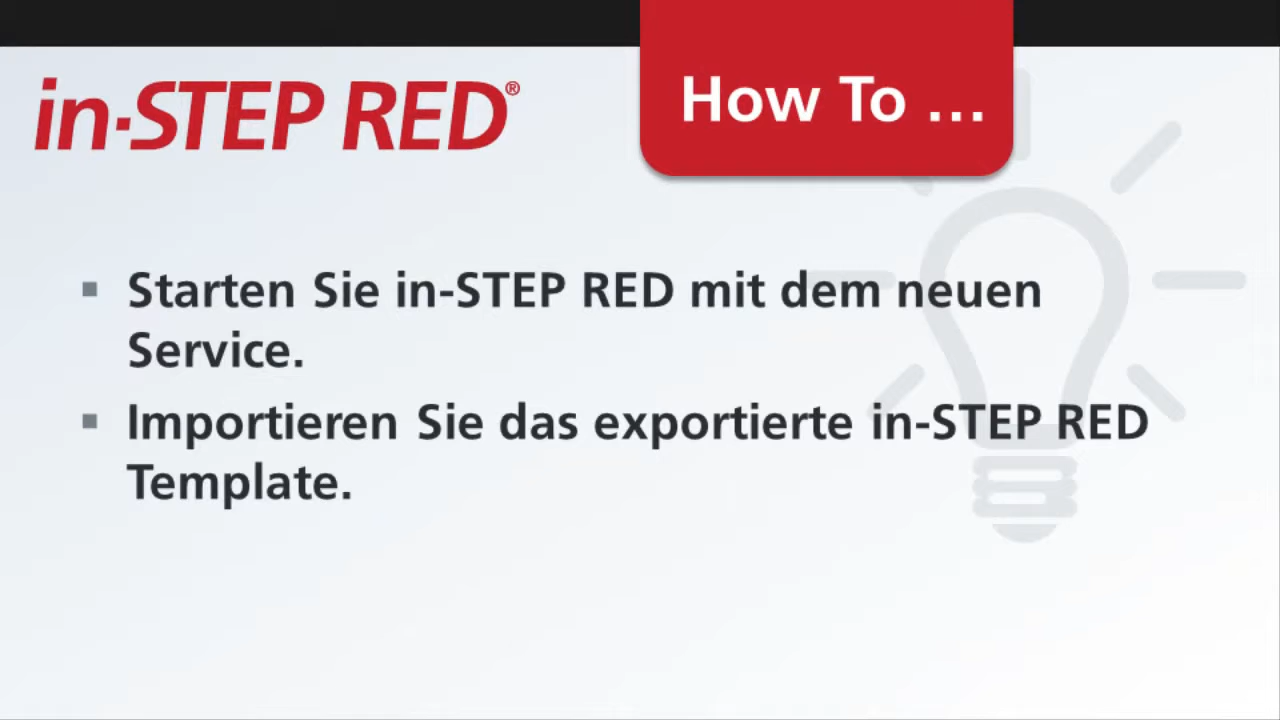 in-STEP RED®
How To ...
▪ Starten Sie in-STEP RED mit dem neuen
Service.
▪ Importieren Sie das exportierte in-STEP RED
Template.